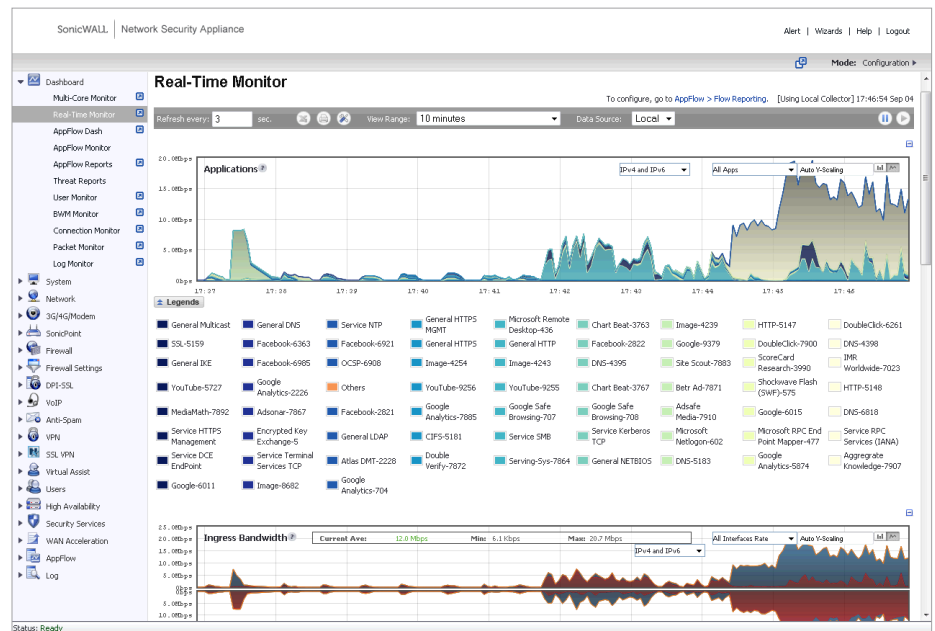 SonicWALL | Network Security Appliance
Alert | Wizards | Help | Logout
Mode: Configuration
Dashboard
Multi-Core Monitor
Real-Time Monitor
AppFlow Dash
AppFlow Monitor
AppFlow Reports
Threat Reports
User Monitor
BWM Monitor
Connection Monitor
Packet Monitor
Log Monitor
System
Network
3G/4G/Modem
SonicPoint
Firewall
Firewall Settings
DPI-SSL
VoIP
Anti-Spam
VPN
SSL VPN
Virtual Assist
Users
High Availability
Security Services
WAN Acceleration
AppFlow
Log
Real-Time Monitor
To configure, go to AppFlow > Flow Reporting. [Using Local Collector] 17:46:54 Sep 04
Refresh every: 3 sec. View Range: 10 minutes Data Source: Local
Applications
IPv4 and IPv6 All Apps Auto Y-Scaling
20.0Mbps
15.0Mbps
10.0Mbps
5.0Mbps
0bps
17:27 17:28 17:39 17:40 17:41 17:42 17:43 17:44 17:45 17:46
Legends
General Multicast General DNS Service NTP General HTTPS MGMT Microsoft Remote Desktop-436 Chart Beat-3763 Image-4239 HTTP-5147 DoubleClick-6261
SSL-5159 Facebook-6363 Facebook-6921 General HTTPS General HTTP Facebook-2822 Google-9379 DoubleClick-7900 DNS-4398
General IKE Facebook-6985 OCSP-6908 Image-4254 Image-4243 DNS-4395 Site Scout-7883 ScoreCard Research-3990 IMR Worldwide-7023
YouTube-5727 Google Analytics-2226 Others YouTube-9256 YouTube-9255 Chart Beat-3767 Betr Ad-7871 Shockwave Flash (SWF)-575 HTTP-5148
MediaMath-7892 Adsonar-7867 Facebook-2821 Google Analytics-7885 Google Safe Browsing-707 Google Safe Browsing-708 Adsafe Media-7910 Google-6015 DNS-6818
Service HTTPS Management Encrypted Key Exchange-5 General LDAP CIFS-5181 Service SMB Service Kerberos TCP Microsoft Netlogon-602 Microsoft RPC End Point Mapper-477 Service RPC Services (IANA)
Service DCE EndPoint Service Terminal Services TCP Atlas DMT-2228 Double Verify-7872 Serving-Sys-7864 General NETBIOS DNS-5183 Google Analytics-5874 Aggregrate Knowledge-7907
Google-6011 Image-8682 Google Analytics-704
Ingress Bandwidth
Current Ave: 12.0 Mbps Min: 6.1 Kbps Max: 20.7 Mbps
All Interfaces Rate Auto Y-Scaling
IPv4 and IPv6
25.0Mbps
20.0Mbps
15.0Mbps
10.0Mbps
5.0Mbps
0bps
0bps
5.0Mbps
10.0Mbps
Status: Ready